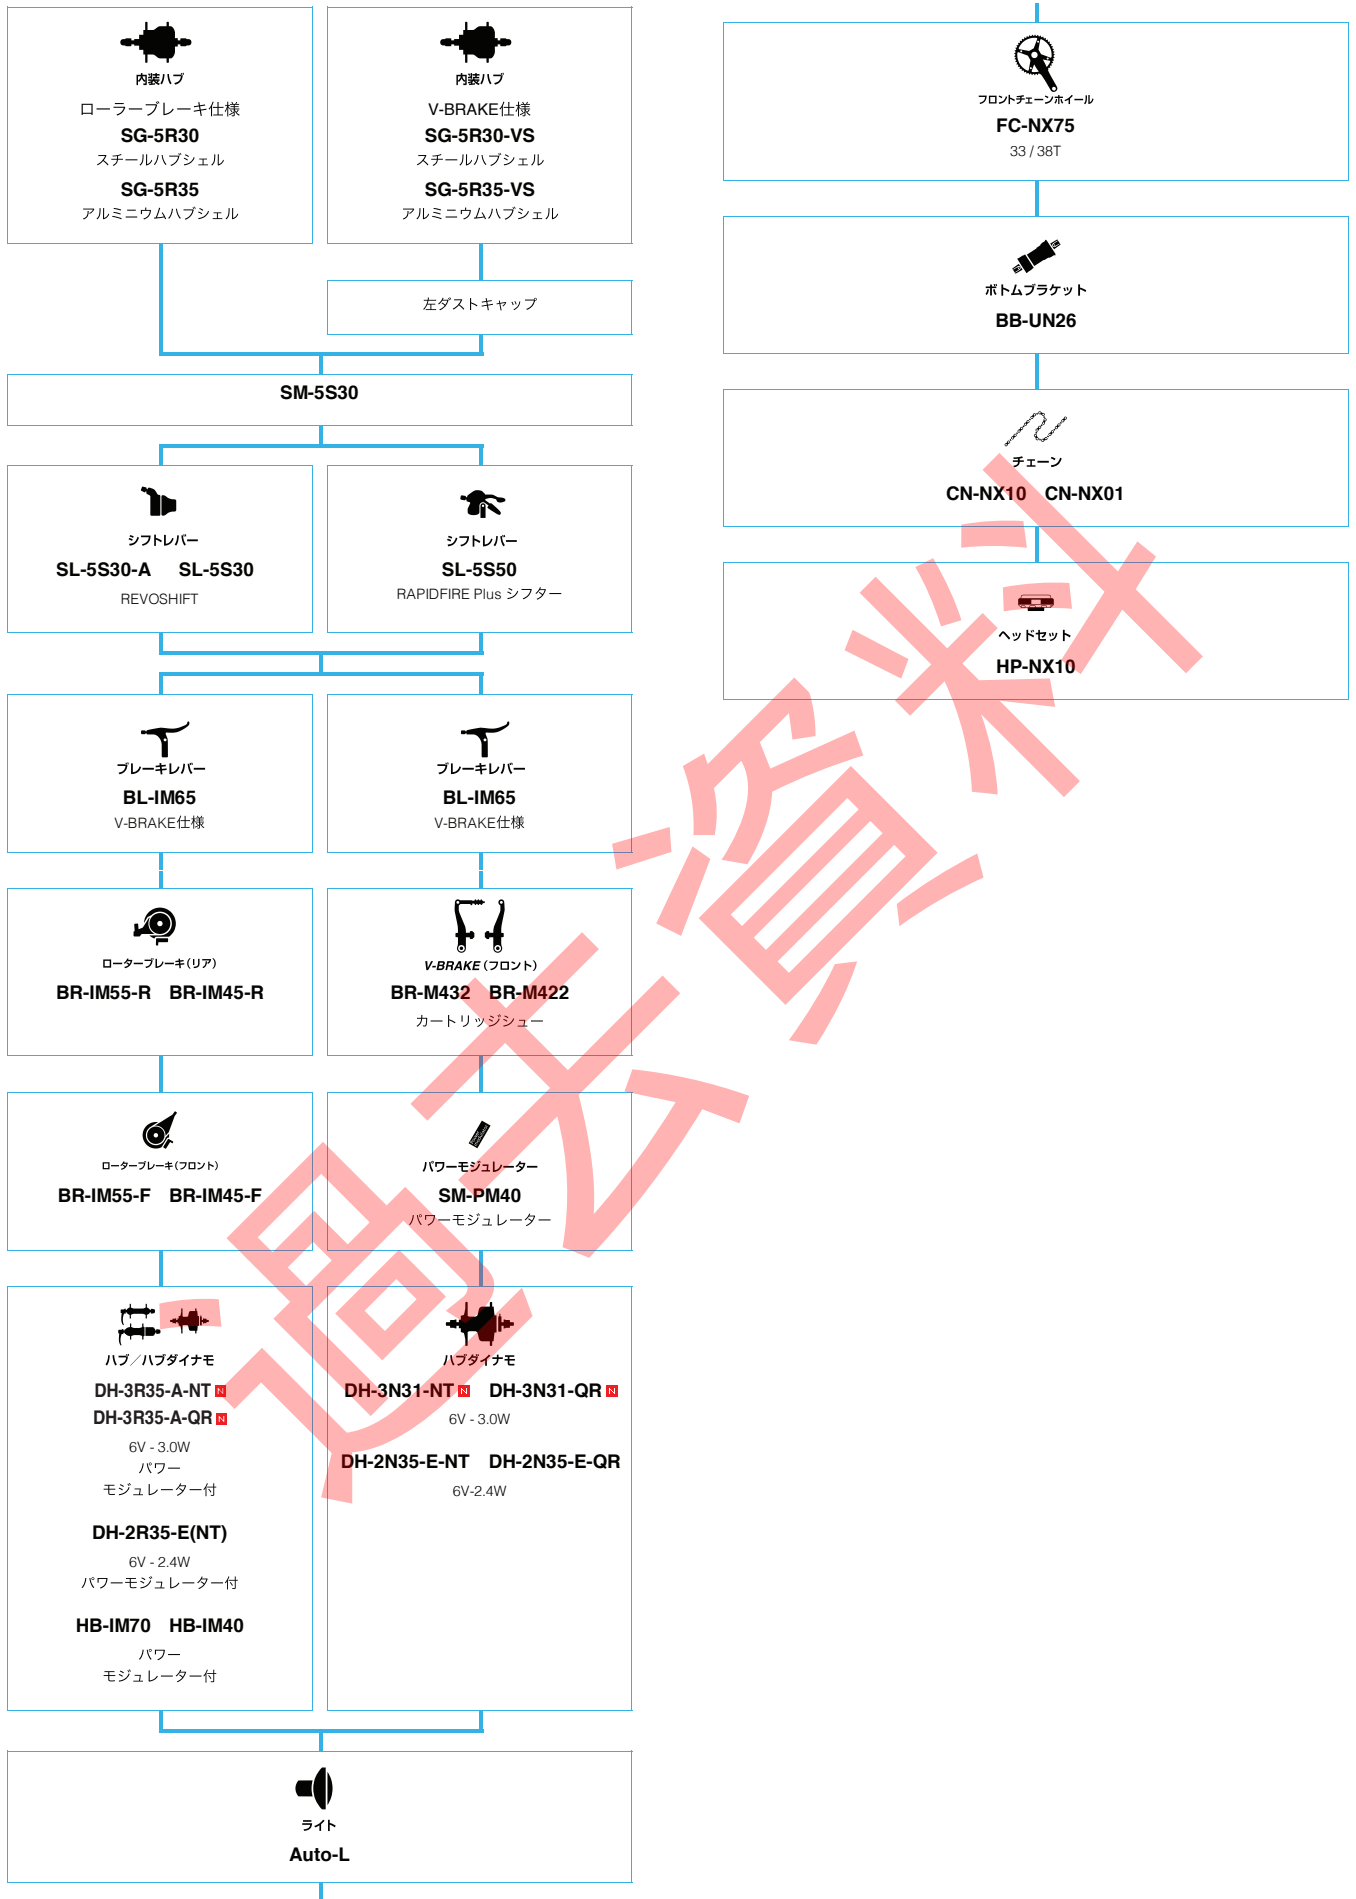 内装ハブ
ローラーブレーキ仕様
SG-5R30
スチールハブシェル
SG-5R35
アルミニウムハブシェル
内装ハブ
V-BRAKE仕様
SG-5R30-VS
スチールハブシェル
SG-5R35-VS
アルミニウムハブシェル
左ダストキャップ
SM-5S30
シフトレバー
SL-5S30-A SL-5S30
REVOSHIFT
シフトレバー
SL-5S50
RAPIDFIRE Plus シフター
ブレーキレバー
BL-IM65
V-BRAKE仕様
ブレーキレバー
BL-IM65
V-BRAKE仕様
ローターブレーキ(リア)
BR-IM55-R BR-IM45-R
V-BRAKE (フロント)
BR-M432 BR-M422
カートリッジシュー
ローターブレーキ(フロント)
BR-IM55-F BR-IM45-F
パワーモジュレーター
SM-PM40
パワーモジュレーター
ハブ/ハブダイナモ
DH-3R35-A-NT N
DH-3R35-A-QR N
6V - 3.0W
パワー
モジュレーター付
DH-2R35-E(NT)
6V - 2.4W
パワーモジュレーター付
HB-IM70 HB-IM40
パワー
モジュレーター付
ハブダイナモ
DH-3N31-NT N DH-3N31-QR N
6V - 3.0W
DH-2N35-E-NT DH-2N35-E-QR
6V-2.4W
ライト
Auto-L
フロントチェーンホイール
FC-NX75
33 / 38T
ボトムブラケット
BB-UN26
チェーン
CN-NX10 CN-NX01
ヘッドセット
HP-NX10
過去資料